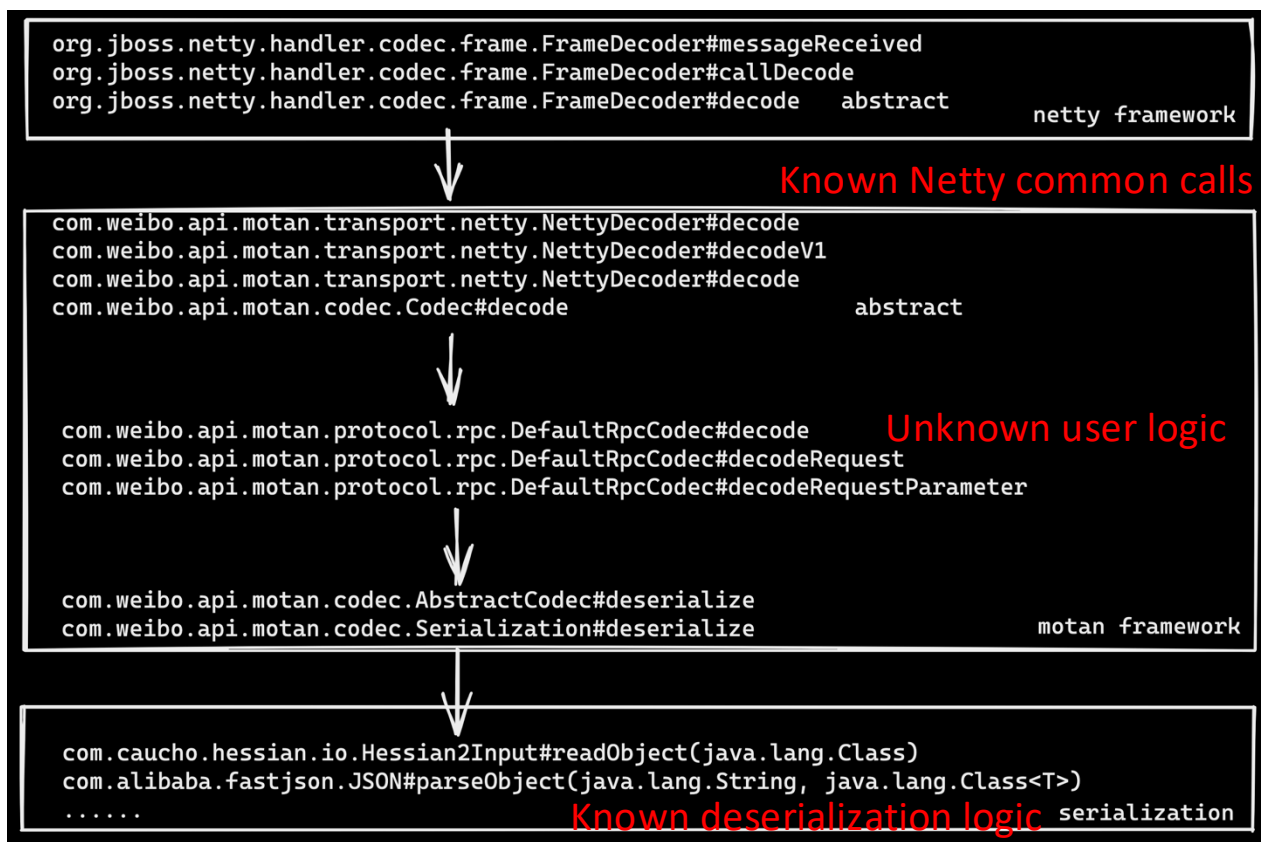 org.jboss.netty.handler.codec.frame.FrameDecoder#messageReceived
org.jboss.netty.handler.codec.frame.FrameDecoder#callDecode
org.jboss.netty.handler.codec.frame.FrameDecoder#decode abstract
netty framework
Known Netty common calls
com.weibo.api.motan.transport.netty.NettyDecoder#decode
com.weibo.api.motan.transport.netty.NettyDecoder#decodeV1
com.weibo.api.motan.transport.netty.NettyDecoder#decode
com.weibo.api.motan.codec.Codec#decode abstract
com.weibo.api.motan.protocol.rpc.DefaultRpcCodec#decode
Unknown user logic
com.weibo.api.motan.protocol.rpc.DefaultRpcCodec#decodeRequest
com.weibo.api.motan.protocol.rpc.DefaultRpcCodec#decodeRequestParameter
com.weibo.api.motan.codec.AbstractCodec#deserialize
com.weibo.api.motan.codec.Serialization#deserialize
motan framework
com.caucho.hessian.io.Hessian2Input#readObject(java.lang.Class)
com.alibaba.fastjson.JSON#parseObject(java.lang.String, java.lang.Class<T>)
......
Known deserialization logic
serialization